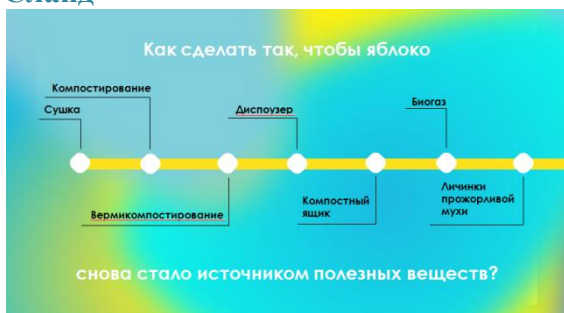 Слайд
Как сделать так, чтобы яблоко
Компостирование
Сушка
Диспоузер
Биогаз
Вермикомпостирование
Компостный
ящик
Личинки
прожорливой
мухи
снова стало источником полезных веществ?